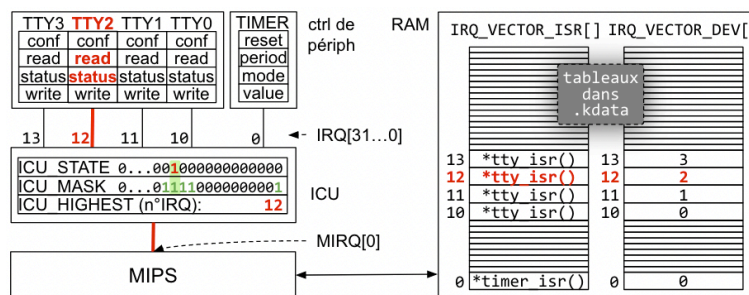 TTY3 TTY2 TTY1 TTY0 TIMER
conf conf conf conf reset
read read read read period
status status status status mode
write write write write value
ctrl de
périph
13 12 11 10 0
IRQ[31...0]
ICU_STATE 0...001000000000000
ICU_MASK 0...011110000000001
ICU_HIGHEST (n°IRQ): 12
ICU
MIRQ[0]
MIPS
RAM
IRQ_VECTOR_ISR[] IRQ_VECTOR_DEV[
tableaux
dans
.kdata
13 *tty_isr() 13 3
12 *tty_isr() 12 2
11 *tty_isr() 11 1
10 *tty_isr() 10 0
0 *timer_isr() 0 0